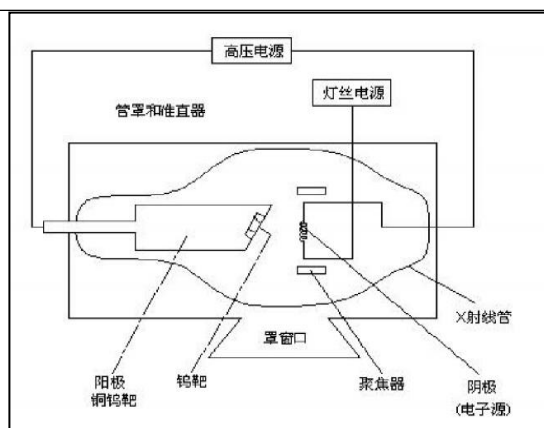 高压电源
灯丝电源
管罩和准直器
X射线管
罩窗口
阳极
铜钨靶
钨靶
聚焦器
阴极
(电子源)